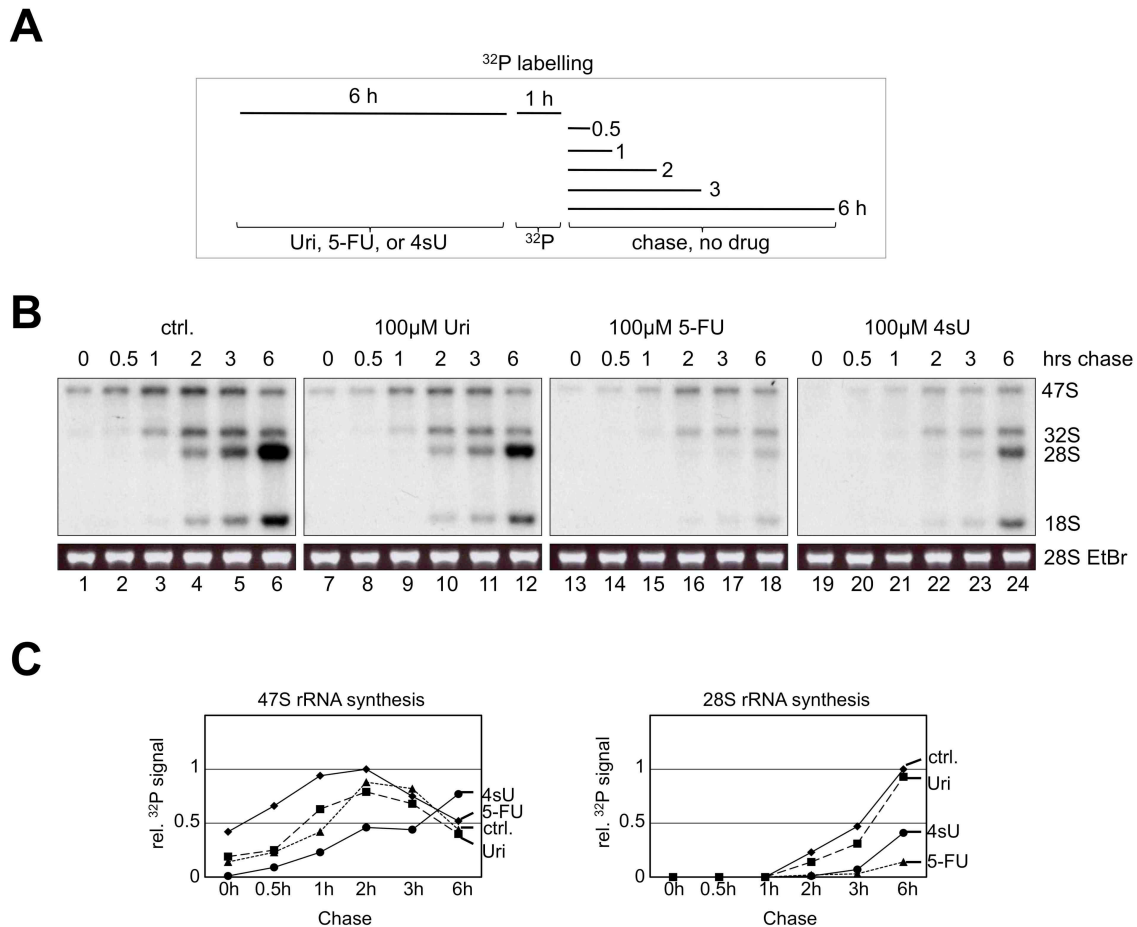 A
³²P labelling
6 h
1 h
0.5
1
2
3
6 h
Uri, 5-FU, or 4sU
³²P
chase, no drug
B
ctrl.
100µM Uri
100µM 5-FU
100µM 4sU
0 0.5 1 2 3 6
0 0.5 1 2 3 6
0 0.5 1 2 3 6
0 0.5 1 2 3 6
hrs chase
47S
32S
28S
18S
28S EtBr
1 2 3 4 5 6
7 8 9 10 11 12
13 14 15 16 17 18
19 20 21 22 23 24
C
47S rRNA synthesis
rel. ³²P signal
1
0.5
0
4sU
5-FU
ctrl.
Uri
0h 0.5h 1h 2h 3h 6h
Chase
28S rRNA synthesis
rel. ³²P signal
1
0.5
0
ctrl.
Uri
4sU
5-FU
0h 0.5h 1h 2h 3h 6h
Chase